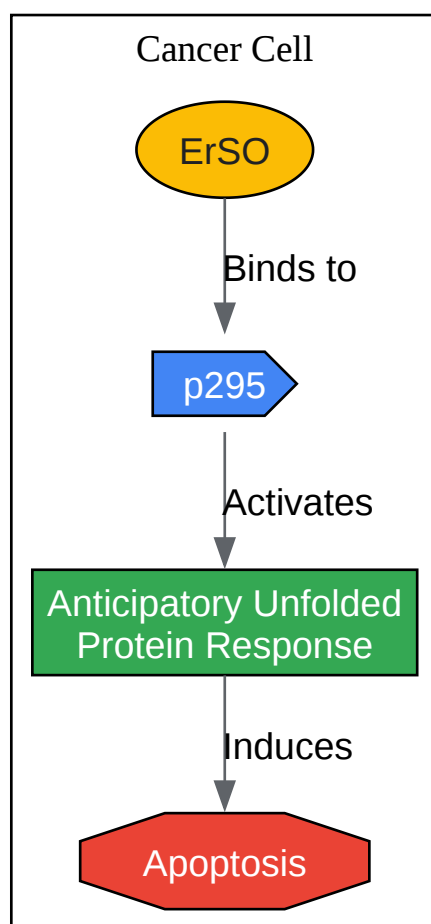 Cancer Cell
ErSO
Binds to
p295
Activates
Anticipatory Unfolded
Protein Response
Induces
Apoptosis